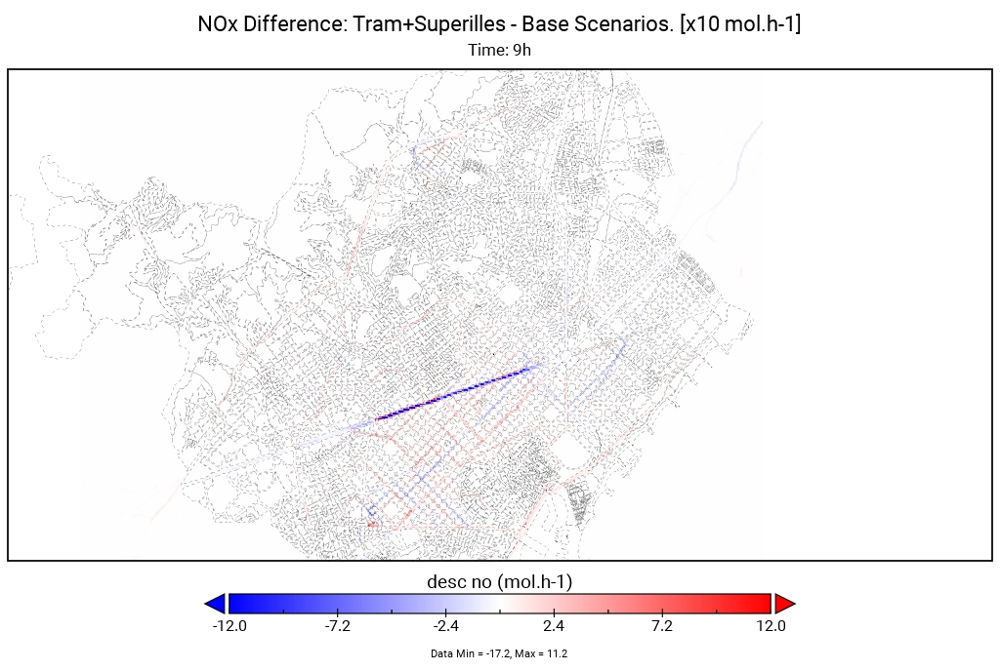 NOx Difference: Tram+Superilles - Base Scenarios. [x10 mol.h-1]
Time: 9h
desc no (mol.h-1)
-12.0 -7.2 -2.4 2.4 7.2 12.0
Data Min = -17.2, Max = 11.2